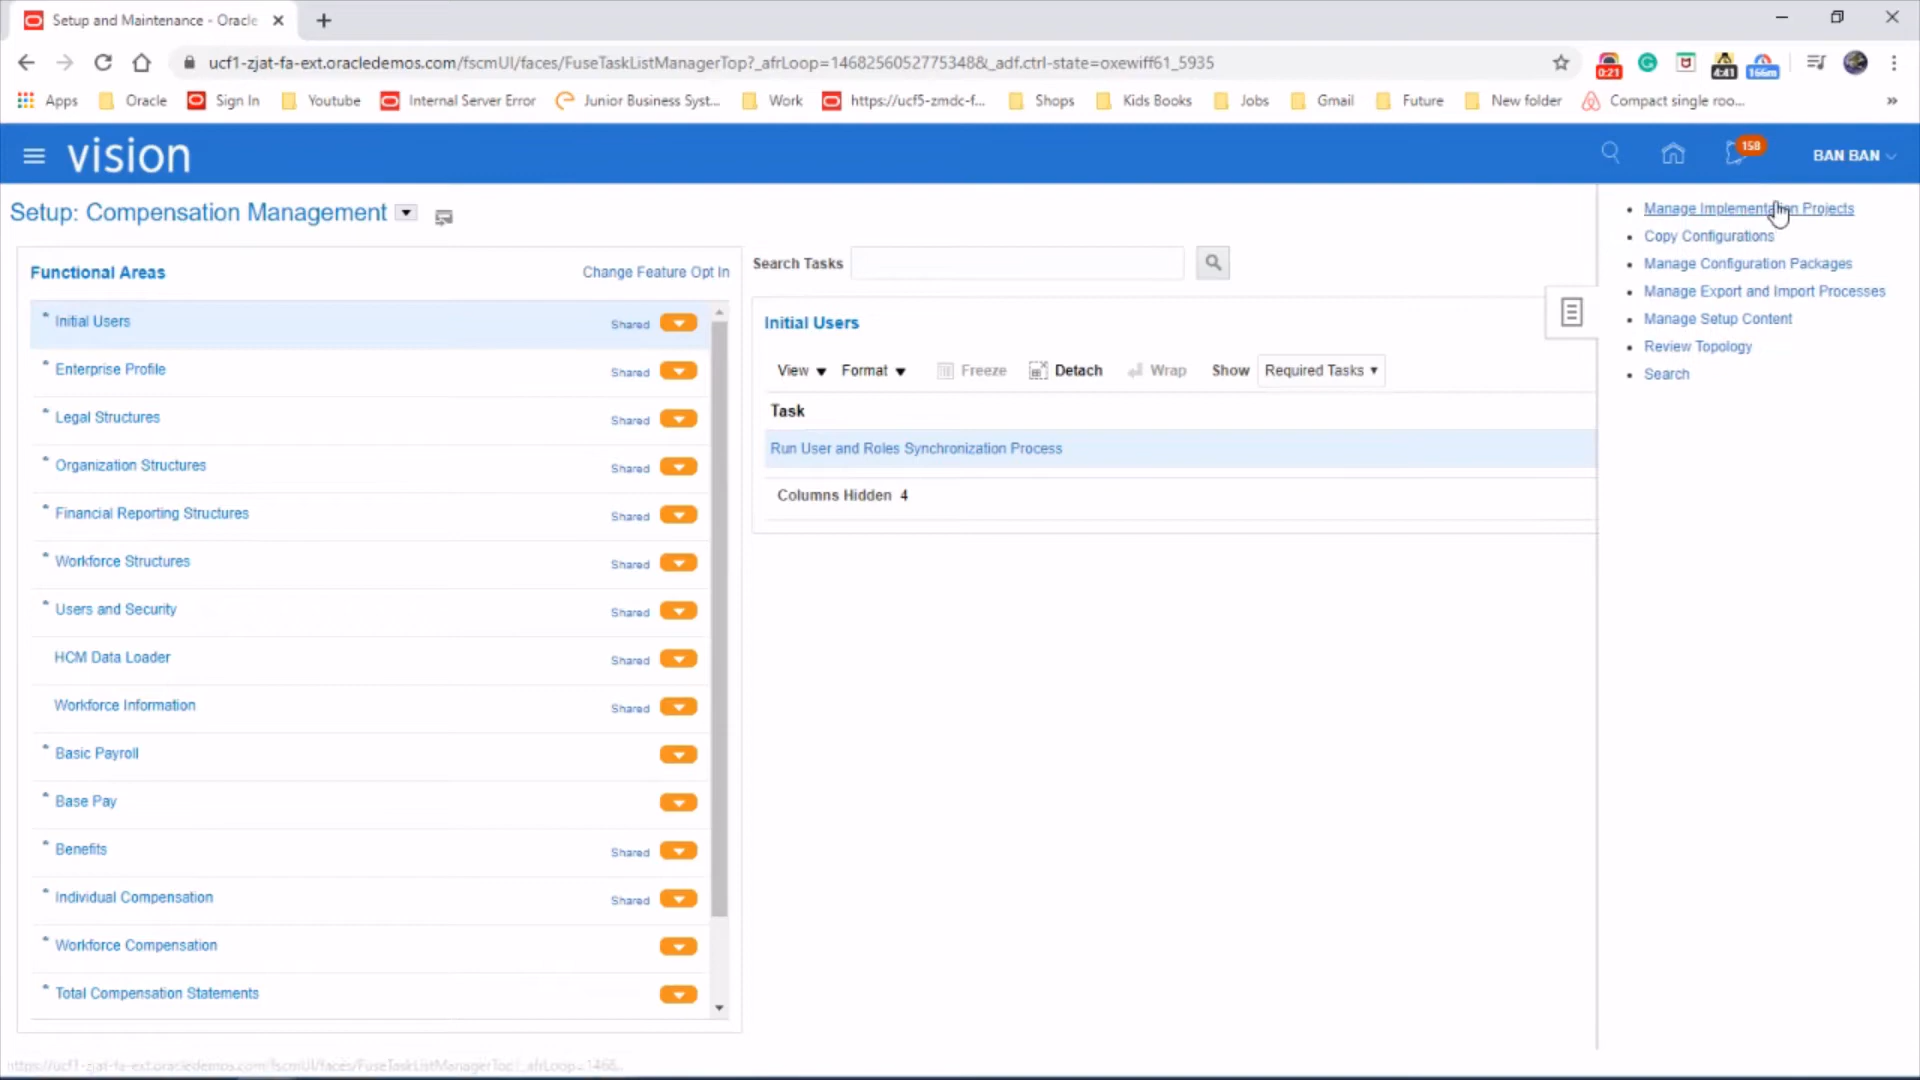 Setup and Maintenance - Oracle
ucf1-zjat-fa-ext.oracledemos.com/fscmUI/faces/FuseTaskListManagerTop?_afrLoop=14682560527753488&_adf.ctrl-state=oxewiff61_5935
0:21
4:41
166m
Apps
Oracle
Sign In
Youtube
Internal Server Error
Junior Business Syst...
Work
https://ucf5-zmdc-f...
Shops
Kids Books
Jobs
Gmail
Future
New folder
Compact single roo...
»
vision
158
BAN BAN
Setup: Compensation Management
Functional Areas
Change Feature Opt In
* Initial Users Shared
* Enterprise Profile Shared
* Legal Structures Shared
* Organization Structures Shared
* Financial Reporting Structures Shared
* Workforce Structures Shared
* Users and Security Shared
HCM Data Loader Shared
Workforce Information Shared
* Basic Payroll
* Base Pay
* Benefits Shared
* Individual Compensation Shared
* Workforce Compensation
* Total Compensation Statements
Search Tasks
Initial Users
View Format Freeze Detach Wrap Show Required Tasks
Task
Run User and Roles Synchronization Process
Columns Hidden 4
• Manage Implementation Projects
• Copy Configurations
• Manage Configuration Packages
• Manage Export and Import Processes
• Manage Setup Content
• Review Topology
• Search
https://ucf1-zjat-fa-ext.oracledemos.com/fscmUI/faces/FuseTaskListManagerTop?_afrLoop=1468...